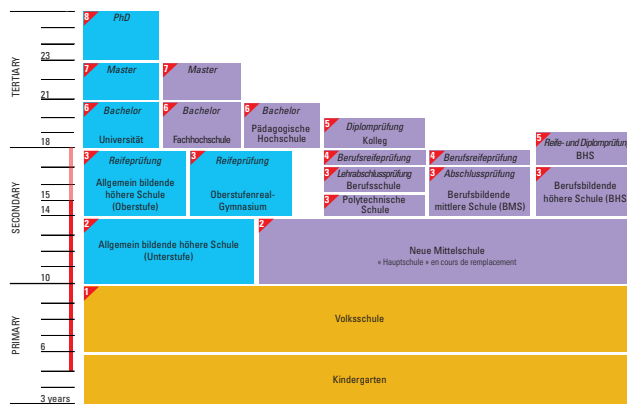 TERTIARY
SECONDARY
PRIMARY
23
21
18
15
14
10
6
3 years
8 PhD
7 Master
7 Master
6 Bachelor
Universität
6 Bachelor
Fachhochschule
6 Bachelor
Pädagogische
Hochschule
5 Diplomprüfung
Kolleg
5 Reife- und Diplomprüfung
BHS
3 Reifeprüfung
Allgemein bildende
höhere Schule
(Oberstufe)
3 Reifeprüfung
Oberstufenreal-
Gymnasium
4 Berufsreifeprüfung
3 Lehrabschlussprüfung
Berufsschule
3 Polytechnische
Schule
4 Berufsreifeprüfung
3 Abschlussprüfung
Berufsbildende
mittlere Schule (BMS)
3
Berufsbildende
höhere Schule (BHS
2
Allgemein bildende höhere Schule
(Unterstufe)
2
Neue Mittelschule
« Hauptschule » en cours de remplacement
1
Volksschule
Kindergarten